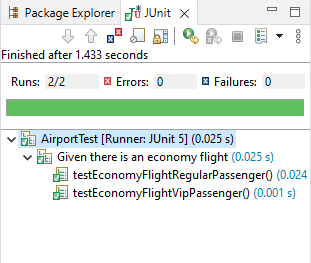 Package Explorer JUnit
Finished after 1.433 seconds
Runs: 2/2 Errors: 0 Failures: 0
AirportTest [Runner: JUnit 5] (0.025 s)
Given there is an economy flight (0.025 s)
testEconomyFlightRegularPassenger() (0.024
testEconomyFlightVipPassenger() (0.001 s)